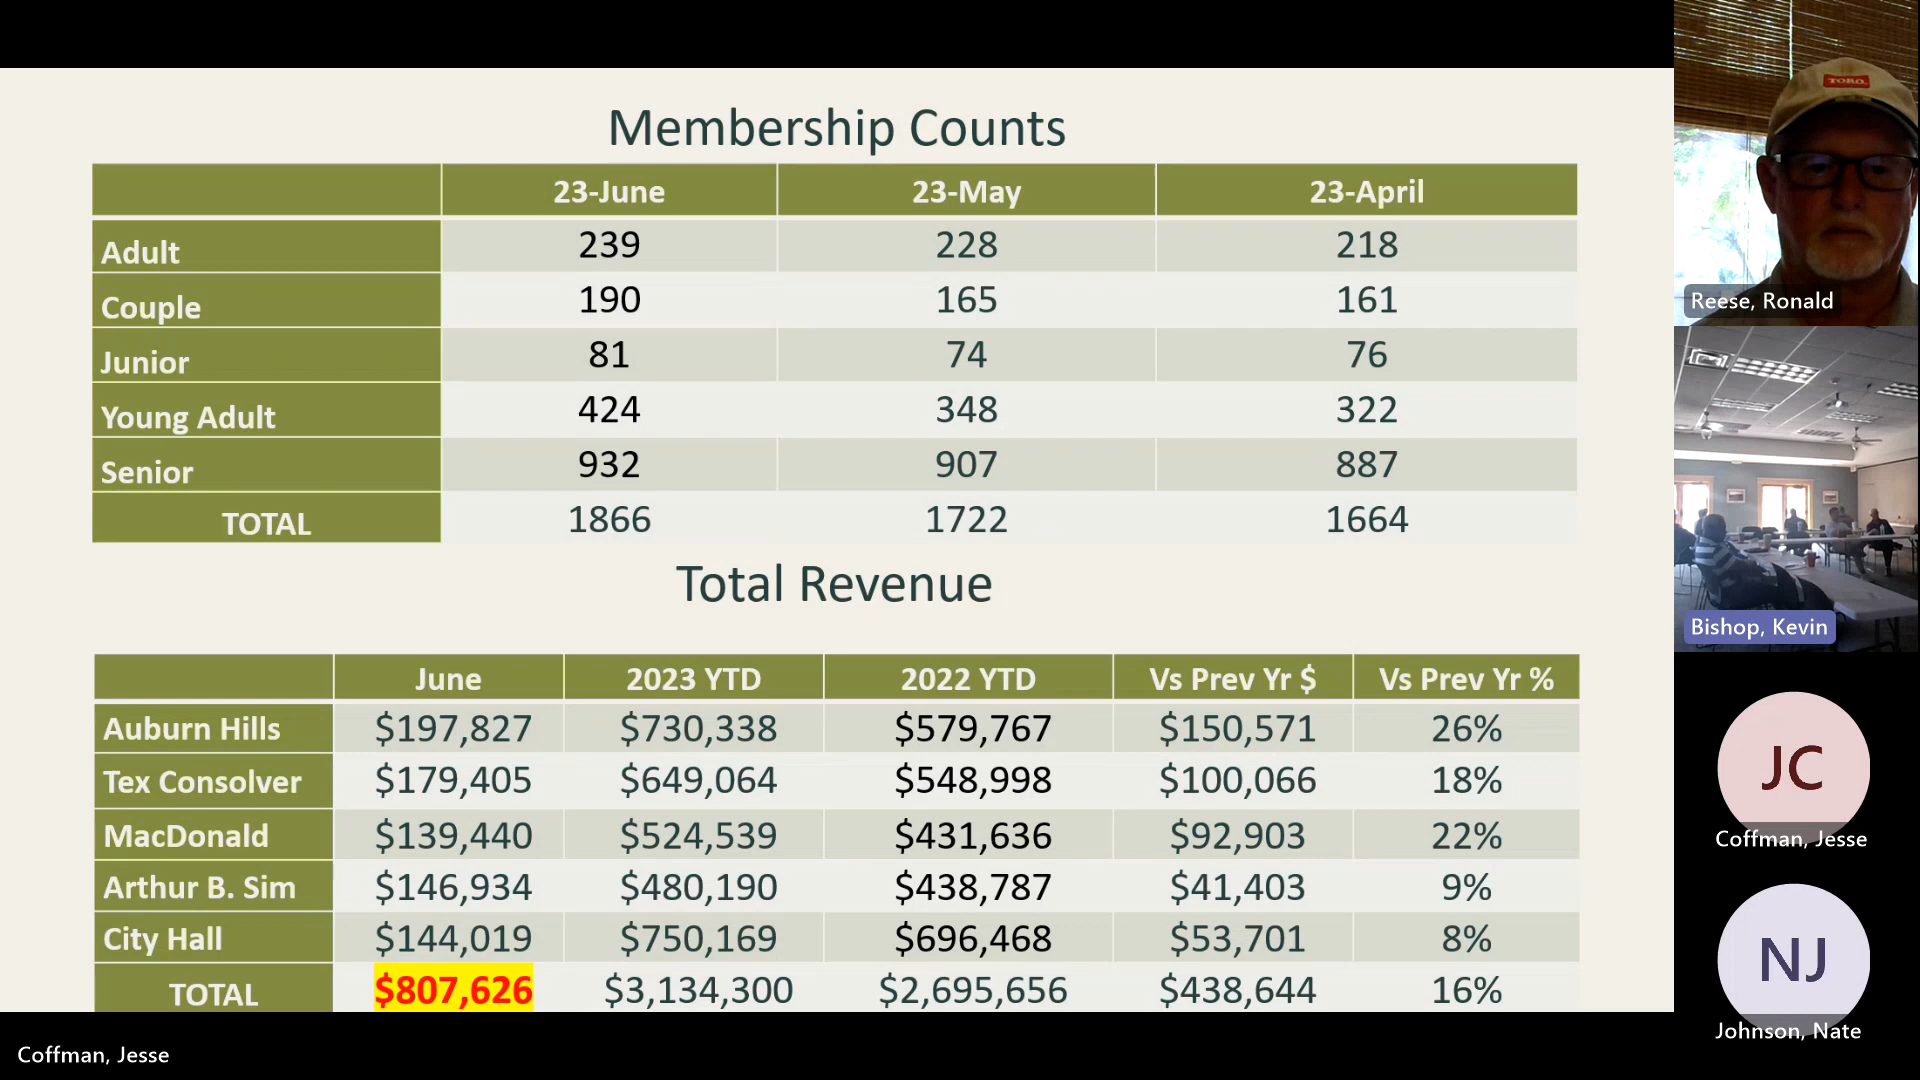 Membership Counts
23-June 23-May 23-April
Adult 239 228 218
Couple 190 165 161
Junior 81 74 76
Young Adult 424 348 322
Senior 932 907 887
TOTAL 1866 1722 1664
Total Revenue
June 2023 YTD 2022 YTD Vs Prev Yr $ Vs Prev Yr %
Auburn Hills $197,827 $730,338 $579,767 $150,571 26%
Tex Consolver $179,405 $649,064 $548,998 $100,066 18%
MacDonald $139,440 $524,539 $431,636 $92,903 22%
Arthur B. Sim $146,934 $480,190 $438,787 $41,403 9%
City Hall $144,019 $750,169 $696,468 $53,701 8%
TOTAL $807,626 $3,134,300 $2,695,656 $438,644 16%
Coffman, Jesse
TORO
Reese, Ronald
Bishop, Kevin
JC
Coffman, Jesse
NJ
Johnson, Nate